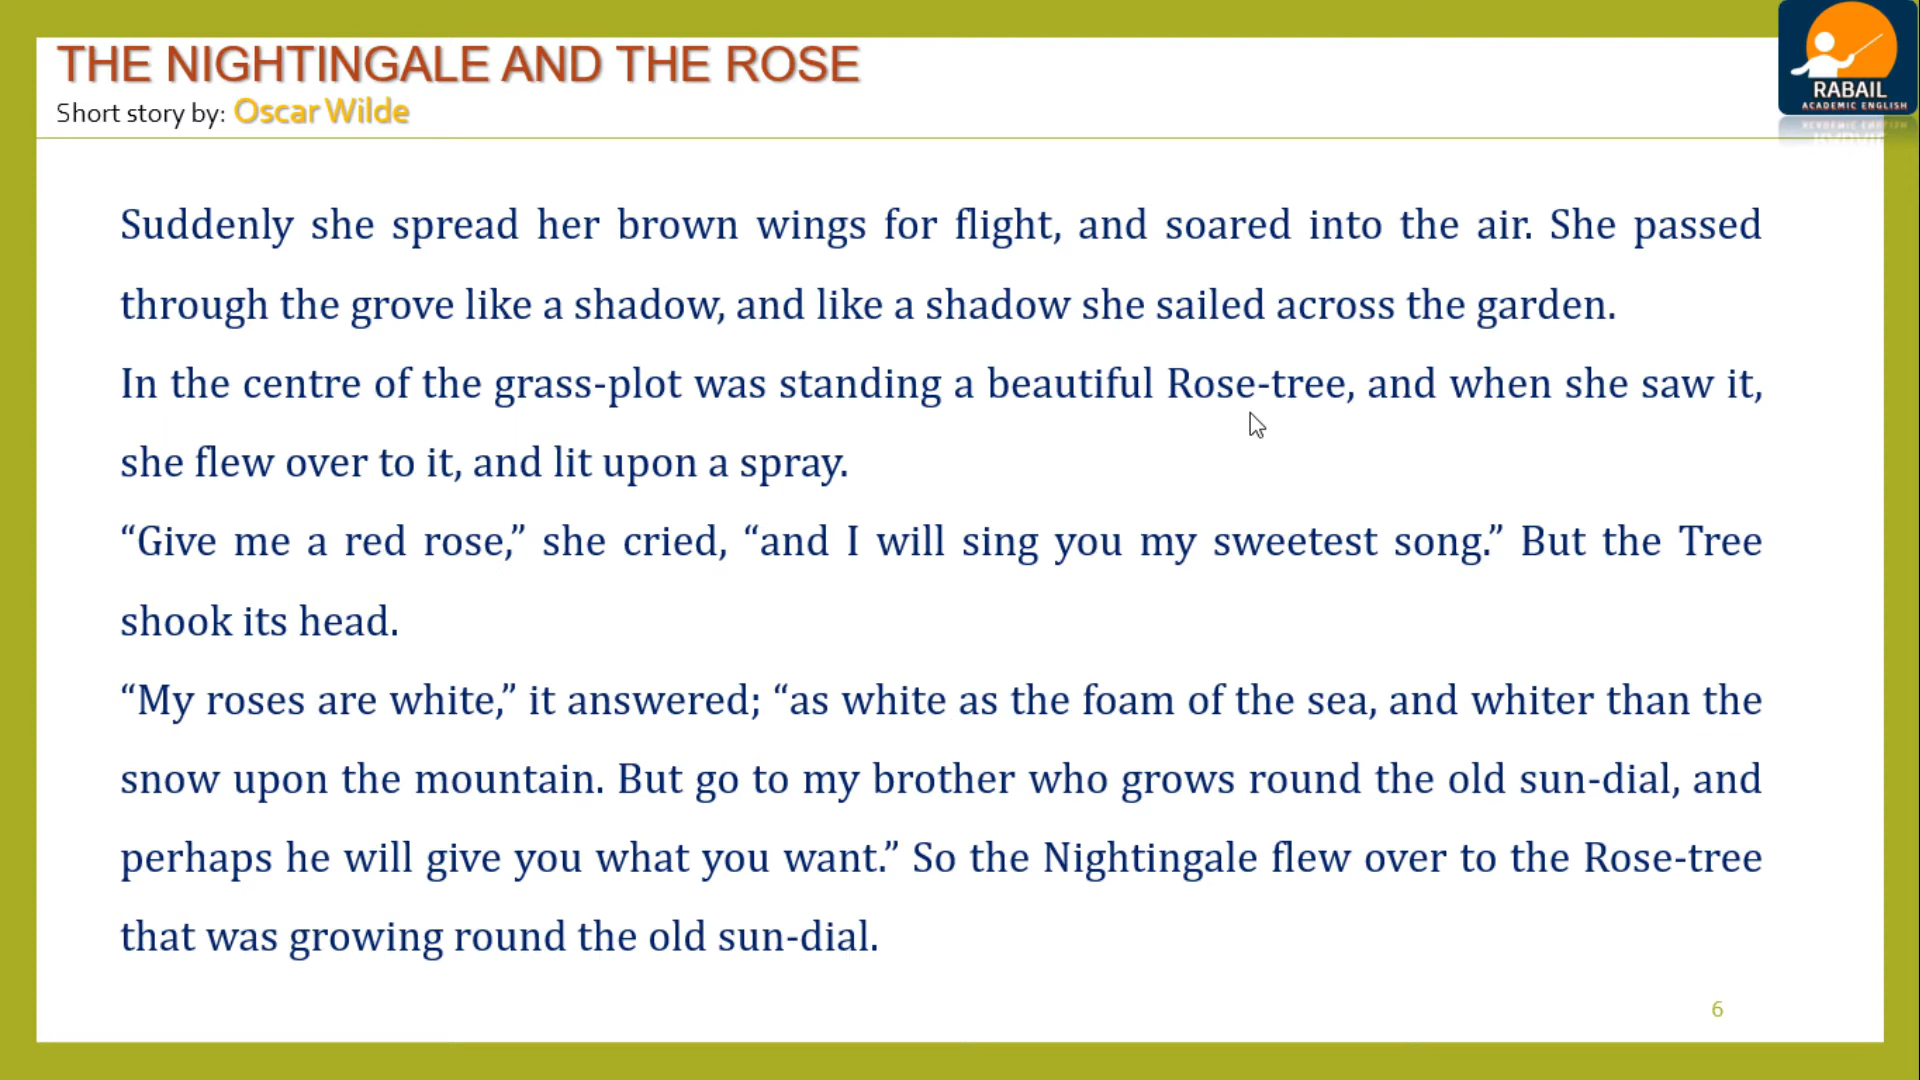 THE NIGHTINGALE AND THE ROSE
Short story by: Oscar Wilde
RABAIL
ACADEMIC ENGLISH
Suddenly she spread her brown wings for flight, and soared into the air. She passed
through the grove like a shadow, and like a shadow she sailed across the garden.
In the centre of the grass-plot was standing a beautiful Rose-tree, and when she saw it,
she flew over to it, and lit upon a spray.
“Give me a red rose,” she cried, “and I will sing you my sweetest song.” But the Tree
shook its head.
“My roses are white,” it answered; “as white as the foam of the sea, and whiter than the
snow upon the mountain. But go to my brother who grows round the old sun-dial, and
perhaps he will give you what you want.” So the Nightingale flew over to the Rose-tree
that was growing round the old sun-dial.
6